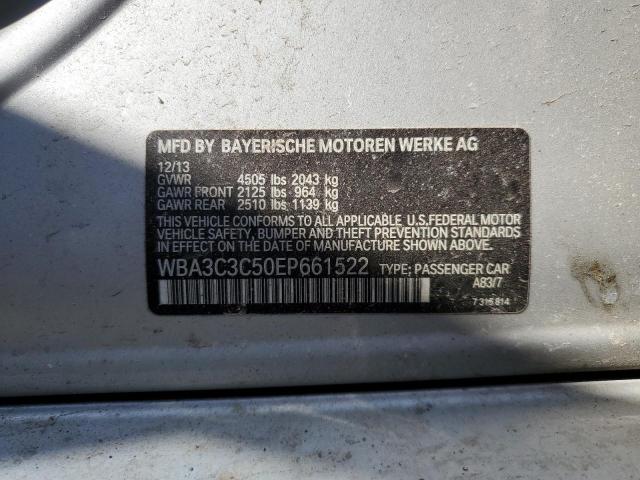 MFD BY BAYERISCHE MOTOREN WERKE AG
12/13
GVWR 4505 lbs 2043 kg
GAWR FRONT 2125 lbs 964 kg
GAWR REAR 2510 lbs 1139 kg
THIS VEHICLE CONFORMS TO ALL APPLICABLE U.S.FEDERAL MOTOR
VEHICLE SAFETY, BUMPER AND THEFT PREVENTION STANDARDS
IN EFFECT ON THE DATE OF MANUFACTURE SHOWN ABOVE.
WBA3C3C50EP661522 TYPE: PASSENGER CAR
A83/7
7 316 814